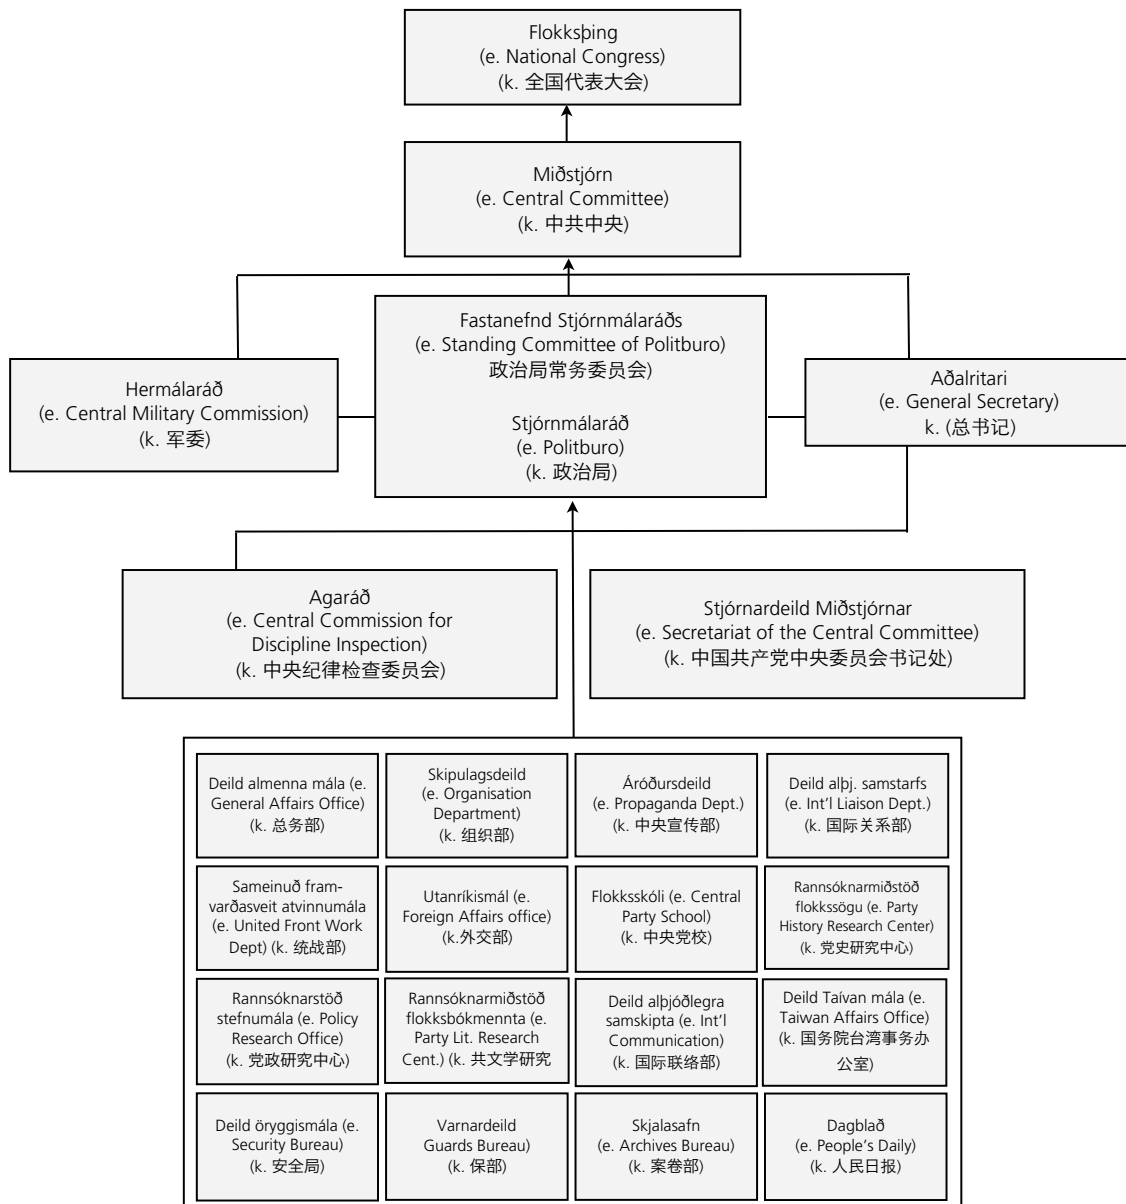 Flokksþing
(e. National Congress)
(k. 全国代表大会)
Miðstjórn
(e. Central Committee)
(k. 中共中央)
Fastanefnd Stjórnmálaráðs
(e. Standing Committee of Politburo)
政治局常务委员会)
Stjórnmálaráð
(e. Politburo)
(k. 政治局)
Hermálaráð
(e. Central Military Commission)
(k. 军委)
Aðalritari
(e. General Secretary)
k. (总书记)
Agaráð
(e. Central Commission for
Discipline Inspection)
(k. 中央纪律检查委员会)
Stjórnardeild Miðstjórnar
(e. Secretariat of the Central Committee)
(k. 中国共产党中央委员会书记处)
Deild almenna mála (e.
General Affairs Office)
(k. 总务部)
Skipulagsdeild
(e. Organisation
Department)
(k. 组织部)
Áróðursdeild
(e. Propaganda Dept.)
(k. 中央宣传部)
Deild alþj. samstarfs
(e. Int'l Liaison Dept.)
(k. 国际关系部)
Sameinuð fram-
varðasveit atvinnumála
(e. United Front Work
Dept) (k. 统战部)
Utanríkismál (e.
Foreign Affairs office)
(k.外交部)
Flokksskóli (e. Central
Party School)
(k. 中央党校)
Rannsóknarmiðstöð
flokkssögu (e. Party
History Research Center)
(k. 党史研究中心)
Rannsóknarstöð
stefnumála (e. Policy
Research Office)
(k. 党政研究中心)
Rannsóknarmiðstöð
flokksbókmennta (e.
Party Lit. Research
Cent.) (k. 共文学研究
Deild alþjóðlegra
samskipta (e. Int'l
Communication)
(k. 国际联络部)
Deild Taívan mála (e.
Taiwan Affairs Office)
(k. 国务院台湾事务办
公室)
Deild öryggismála (e.
Security Bureau)
(k. 安全局)
Varnardeild
Guards Bureau)
(k. 保部)
Skjalasafn
(e. Archives Bureau)
(k. 案卷部)
Dagblað
(e. People's Daily)
(k. 人民日报)